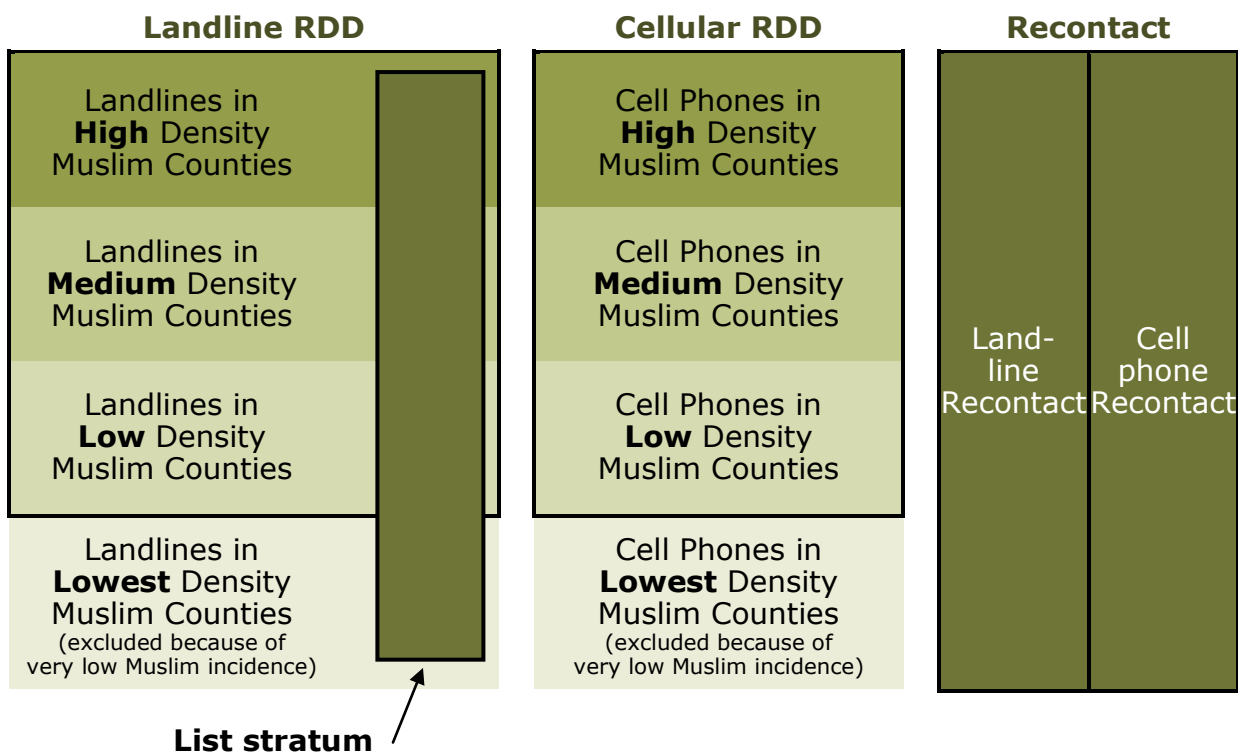 Landline RDD
Landlines in
High Density
Muslim Counties
Landlines in
Medium Density
Muslim Counties
Landlines in
Low Density
Muslim Counties
Landlines in
Lowest Density
Muslim Counties
(excluded because of
very low Muslim incidence)
List stratum
Cellular RDD
Cell Phones in
High Density
Muslim Counties
Cell Phones in
Medium Density
Muslim Counties
Cell Phones in
Low Density
Muslim Counties
Cell Phones in
Lowest Density
Muslim Counties
(excluded because of
very low Muslim incidence)
Recontact
Land-
line
Recontact
Cell
phone
Recontact